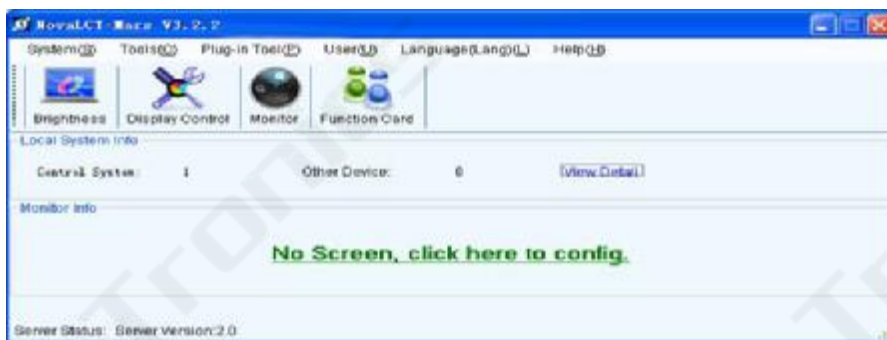 NovaLCT-Mars V3.2.2
System(S) Tools(C) Plug-in Tool(P) User(U) Language(Lang)(L) Help(H)
Brightness Display Control Monitor Function Card
Local System Info
Control System: 1 Other Device: 0 [View Detail]
Monitor Info
No Screen, click here to config.
Server Status: Server Version:2.0
Tronics
Tro